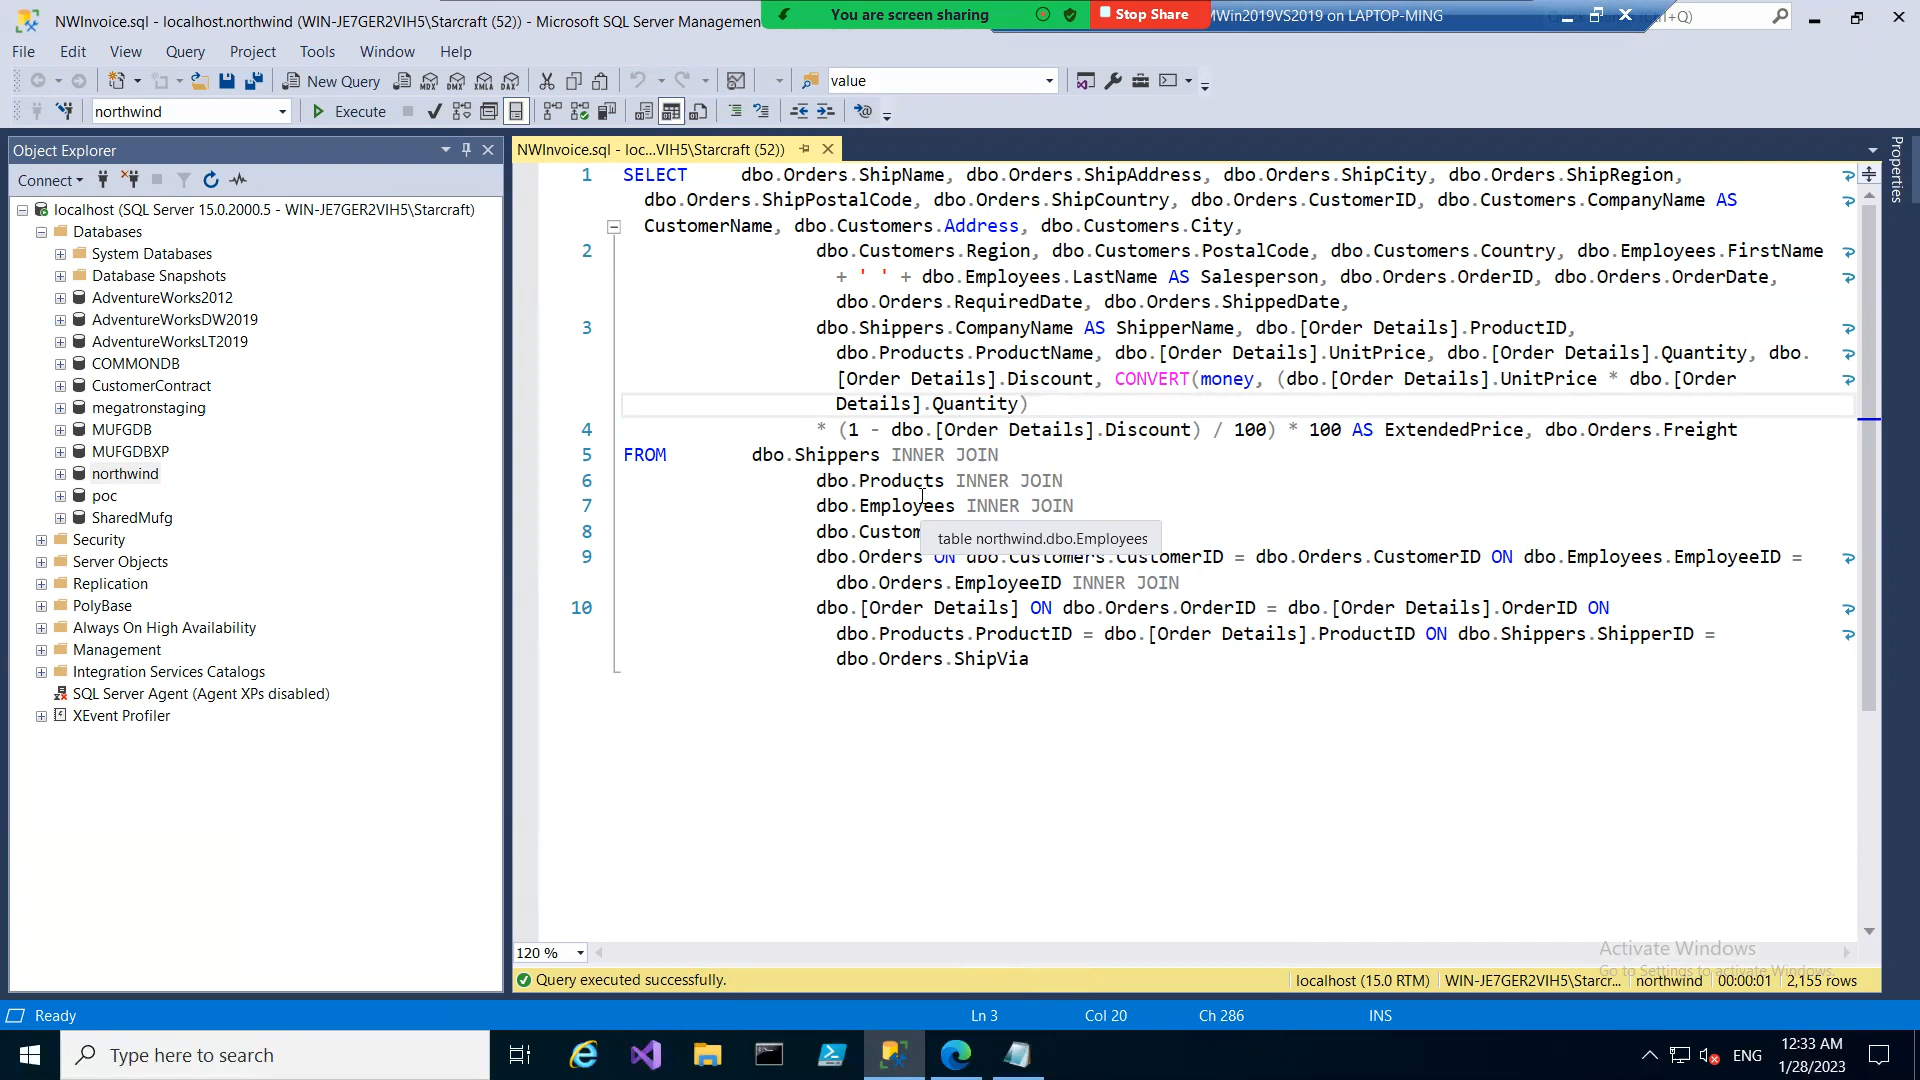 NWInvoice.sql - localhost.northwind (WIN-JE7GER2VIH5\Starcraft (52)) - Microsoft SQL Server Managemen
You are screen sharing
Stop Share
MWin2019VS2019 on LAPTOP-MING
+Q)
File Edit View Query Project Tools Window Help
New Query
MDX DMX XMLA DAX
value
northwind
Execute
Object Explorer
Connect
localhost (SQL Server 15.0.2000.5 - WIN-JE7GER2VIH5\Starcraft)
Databases
System Databases
Database Snapshots
AdventureWorks2012
AdventureWorksDW2019
AdventureWorksLT2019
COMMONDB
CustomerContract
megatronstaging
MUFGDB
MUFGDBXP
northwind
poc
SharedMufg
Security
Server Objects
Replication
PolyBase
Always On High Availability
Management
Integration Services Catalogs
SQL Server Agent (Agent XPs disabled)
XEvent Profiler
NWInvoice.sql - loc...VIH5\Starcraft (52))
Properties
1 SELECT dbo.Orders.ShipName, dbo.Orders.ShipAddress, dbo.Orders.ShipCity, dbo.Orders.ShipRegion,
dbo.Orders.ShipPostalCode, dbo.Orders.ShipCountry, dbo.Orders.CustomerID, dbo.Customers.CompanyName AS
CustomerName, dbo.Customers.Address, dbo.Customers.City,
2 dbo.Customers.Region, dbo.Customers.PostalCode, dbo.Customers.Country, dbo.Employees.FirstName
+ ' ' + dbo.Employees.LastName AS Salesperson, dbo.Orders.OrderID, dbo.Orders.OrderDate,
dbo.Orders.RequiredDate, dbo.Orders.ShippedDate,
3 dbo.Shippers.CompanyName AS ShipperName, dbo.[Order Details].ProductID,
dbo.Products.ProductName, dbo.[Order Details].UnitPrice, dbo.[Order Details].Quantity, dbo.
[Order Details].Discount, CONVERT(money, (dbo.[Order Details].UnitPrice * dbo.[Order
Details].Quantity)
4 * (1 - dbo.[Order Details].Discount) / 100) * 100 AS ExtendedPrice, dbo.Orders.Freight
5 FROM dbo.Shippers INNER JOIN
6 dbo.Products INNER JOIN
7 dbo.Employees INNER JOIN
8 dbo.Custom
table northwind.dbo.Employees
9 dbo.Orders ON dbo.Customers.CustomerID = dbo.Orders.CustomerID ON dbo.Employees.EmployeeID =
dbo.Orders.EmployeeID INNER JOIN
10 dbo.[Order Details] ON dbo.Orders.OrderID = dbo.[Order Details].OrderID ON
dbo.Products.ProductID = dbo.[Order Details].ProductID ON dbo.Shippers.ShipperID =
dbo.Orders.ShipVia
120 %
Activate Windows
Go to Settings to activate Windows.
Query executed successfully.
localhost (15.0 RTM) WIN-JE7GER2VIH5\Starcr... northwind 00:00:01 2,155 rows
Ready
Ln 3 Col 20 Ch 286 INS
Type here to search
ENG
12:33 AM
1/28/2023